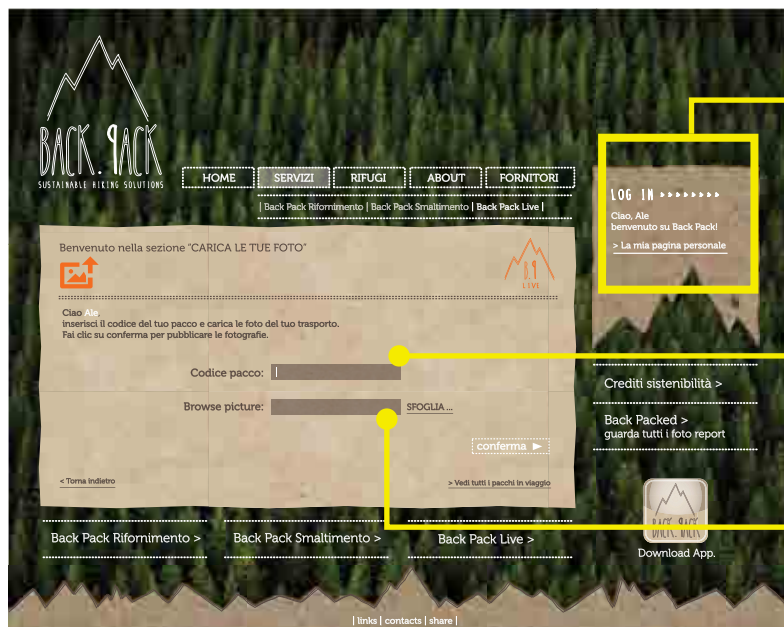 BACK.PACK
SUSTAINABLE HIKING SOLUTIONS
HOME SERVIZI RIFUGI ABOUT FORNITORI
| Back Pack Rifornimento | Back Pack Smaltimento | Back Pack Live |
LOG IN
Ciao, Ale
benvenuto su Back Pack!
> La mia pagina personale
Benvenuto nella sezione "CARICA LE TUE FOTO"
B.P
LIVE
Ciao Ale,
inserisci il codice del tuo pacco e carica le foto del tuo trasporto.
Fai clic su conferma per pubblicare le fotografie.
Codice pacco:
Browse picture: SFOGLIA ...
conferma
< Torna indietro
> Vedi tutti i pacchi in viaggio
Crediti sistenibilità >
Back Packed >
guarda tutti i foto report
Back Pack Rifornimento > Back Pack Smaltimento > Back Pack Live >
BACK.PACK
Download App.
| links | contacts | share |